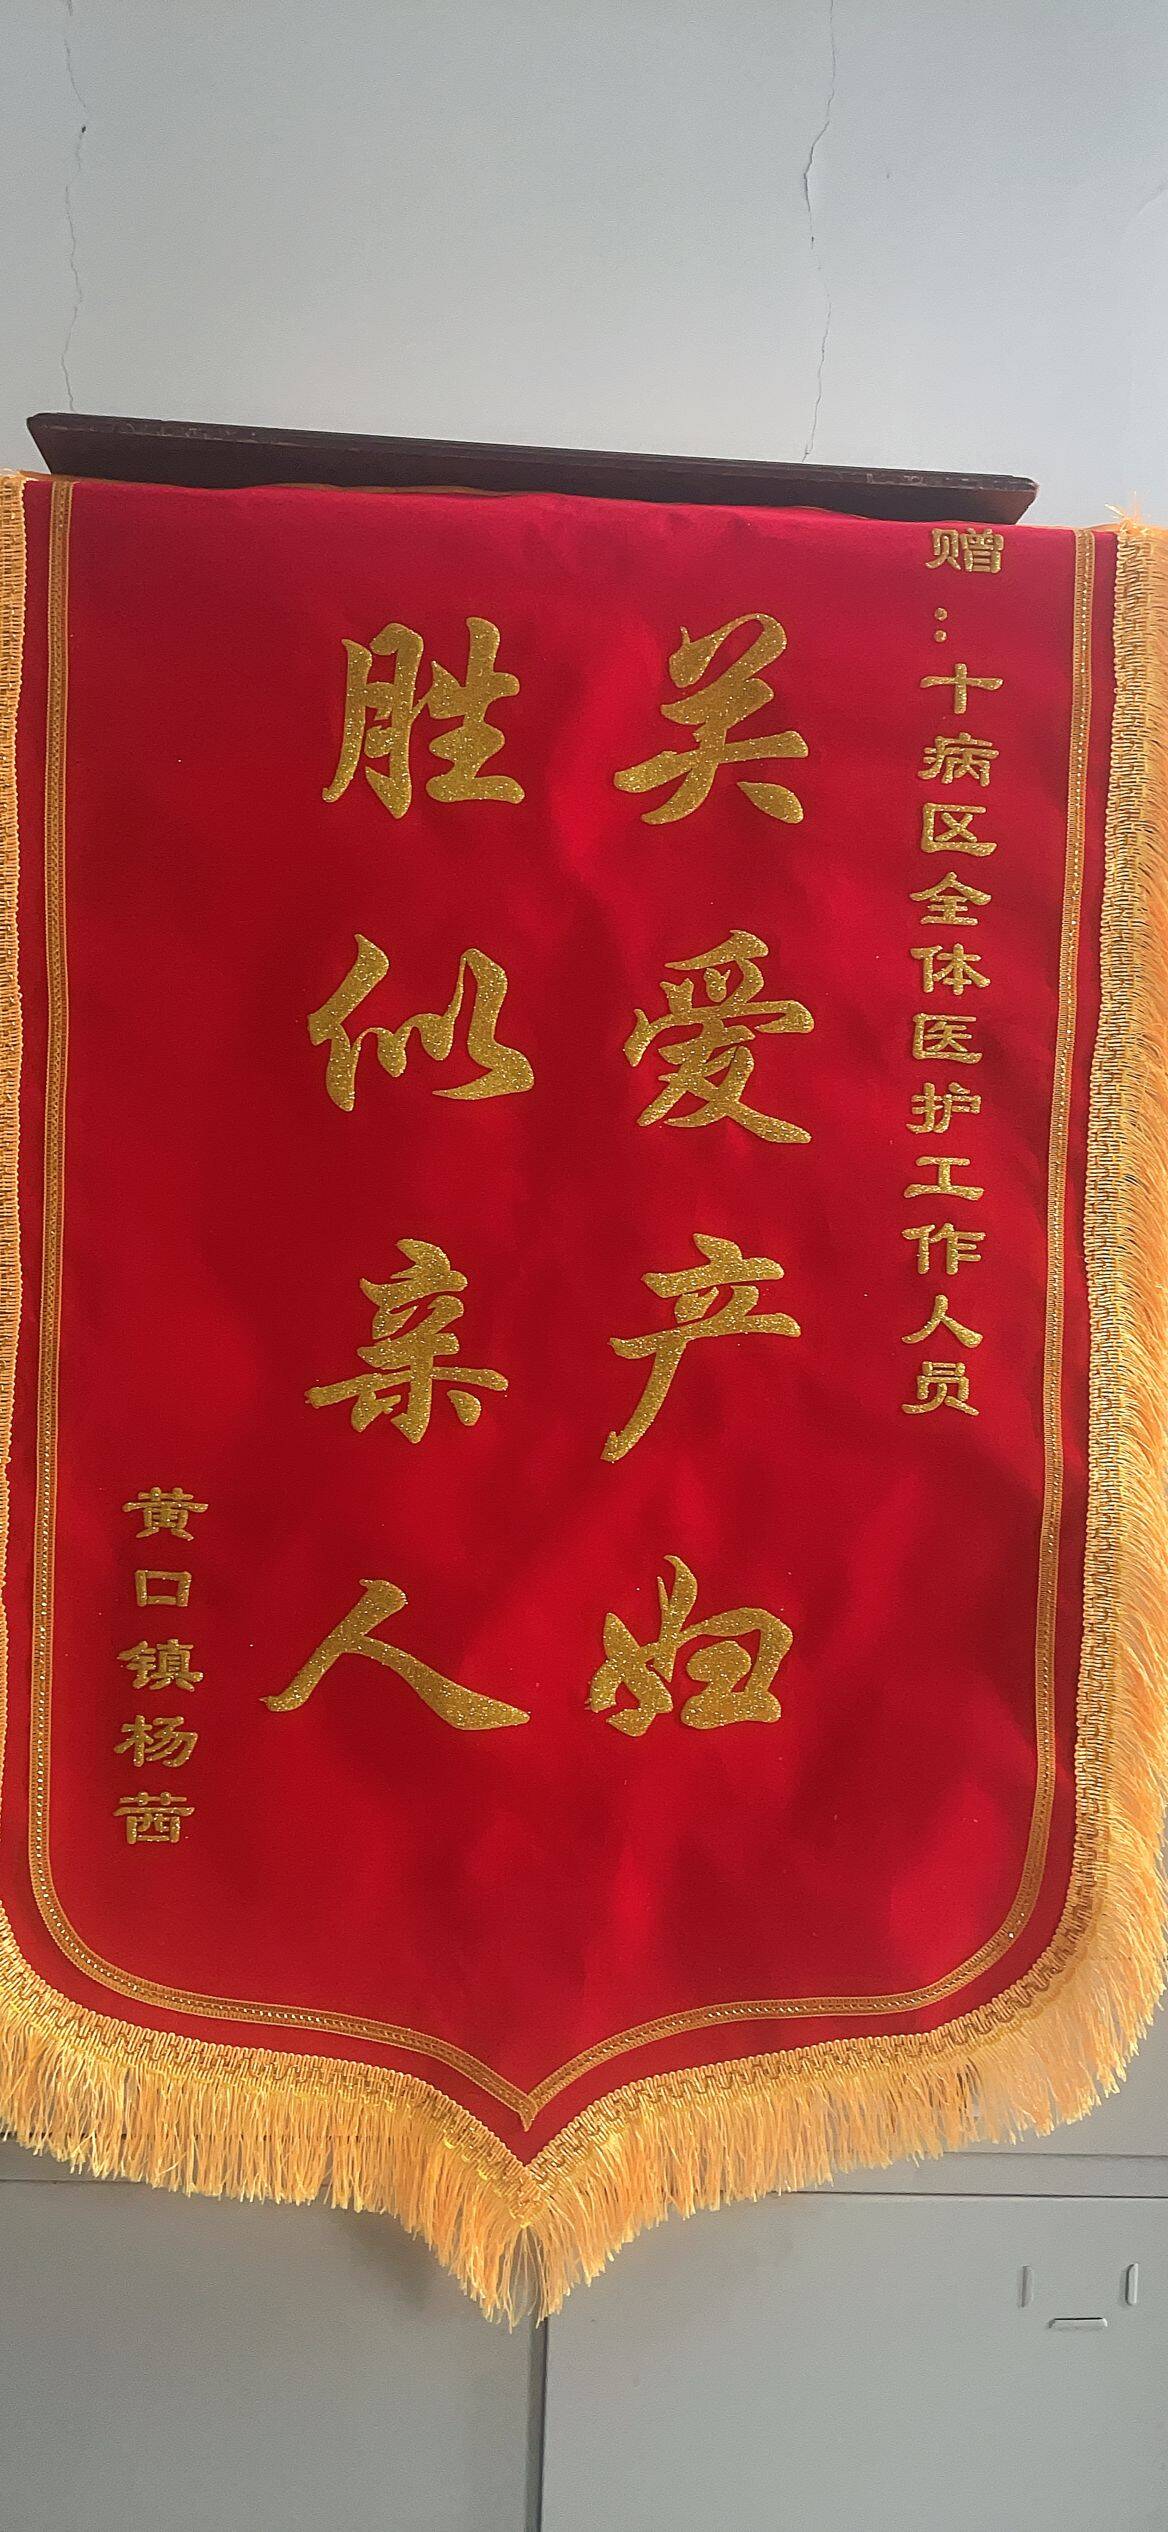 赠：十病区全体医护工作人员
关爱产妇
胜似亲人
黄口镇杨茜